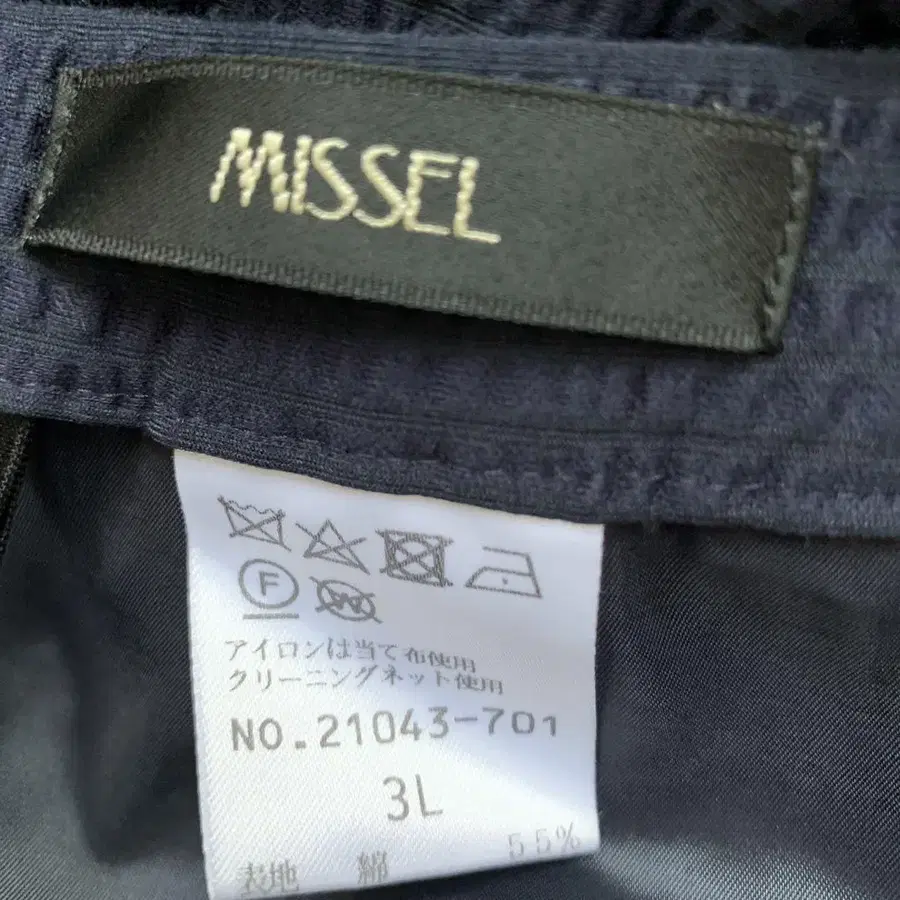 MISSEL
F
W
アイロンは当て布使用
クリーニングネット使用
NO.21043-701
3L
表地 綿 55%